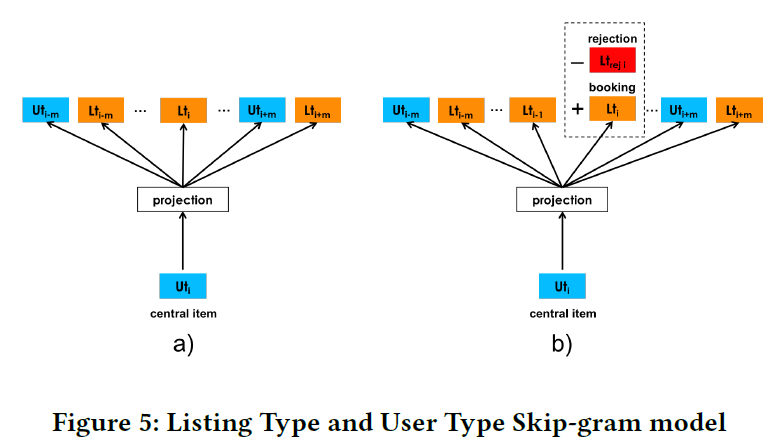 rejection
− Lt_rej i
booking
Ut_i-m Lt_i-m ... Lt_i ... Ut_i+m Lt_i+m
Ut_i-m Lt_i-m ... Lt_i-1 + Lt_i ... Ut_i+m Lt_i+m
projection
projection
Ut_i
Ut_i
central item
central item
a)
b)
Figure 5: Listing Type and User Type Skip-gram model